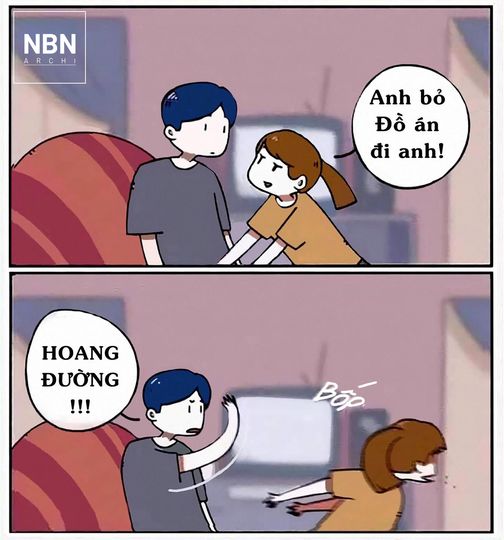 NBN
ARCHI
Anh bỏ
Đồ án
đi anh!
HOANG
ĐƯỜNG
!!!
BỐP